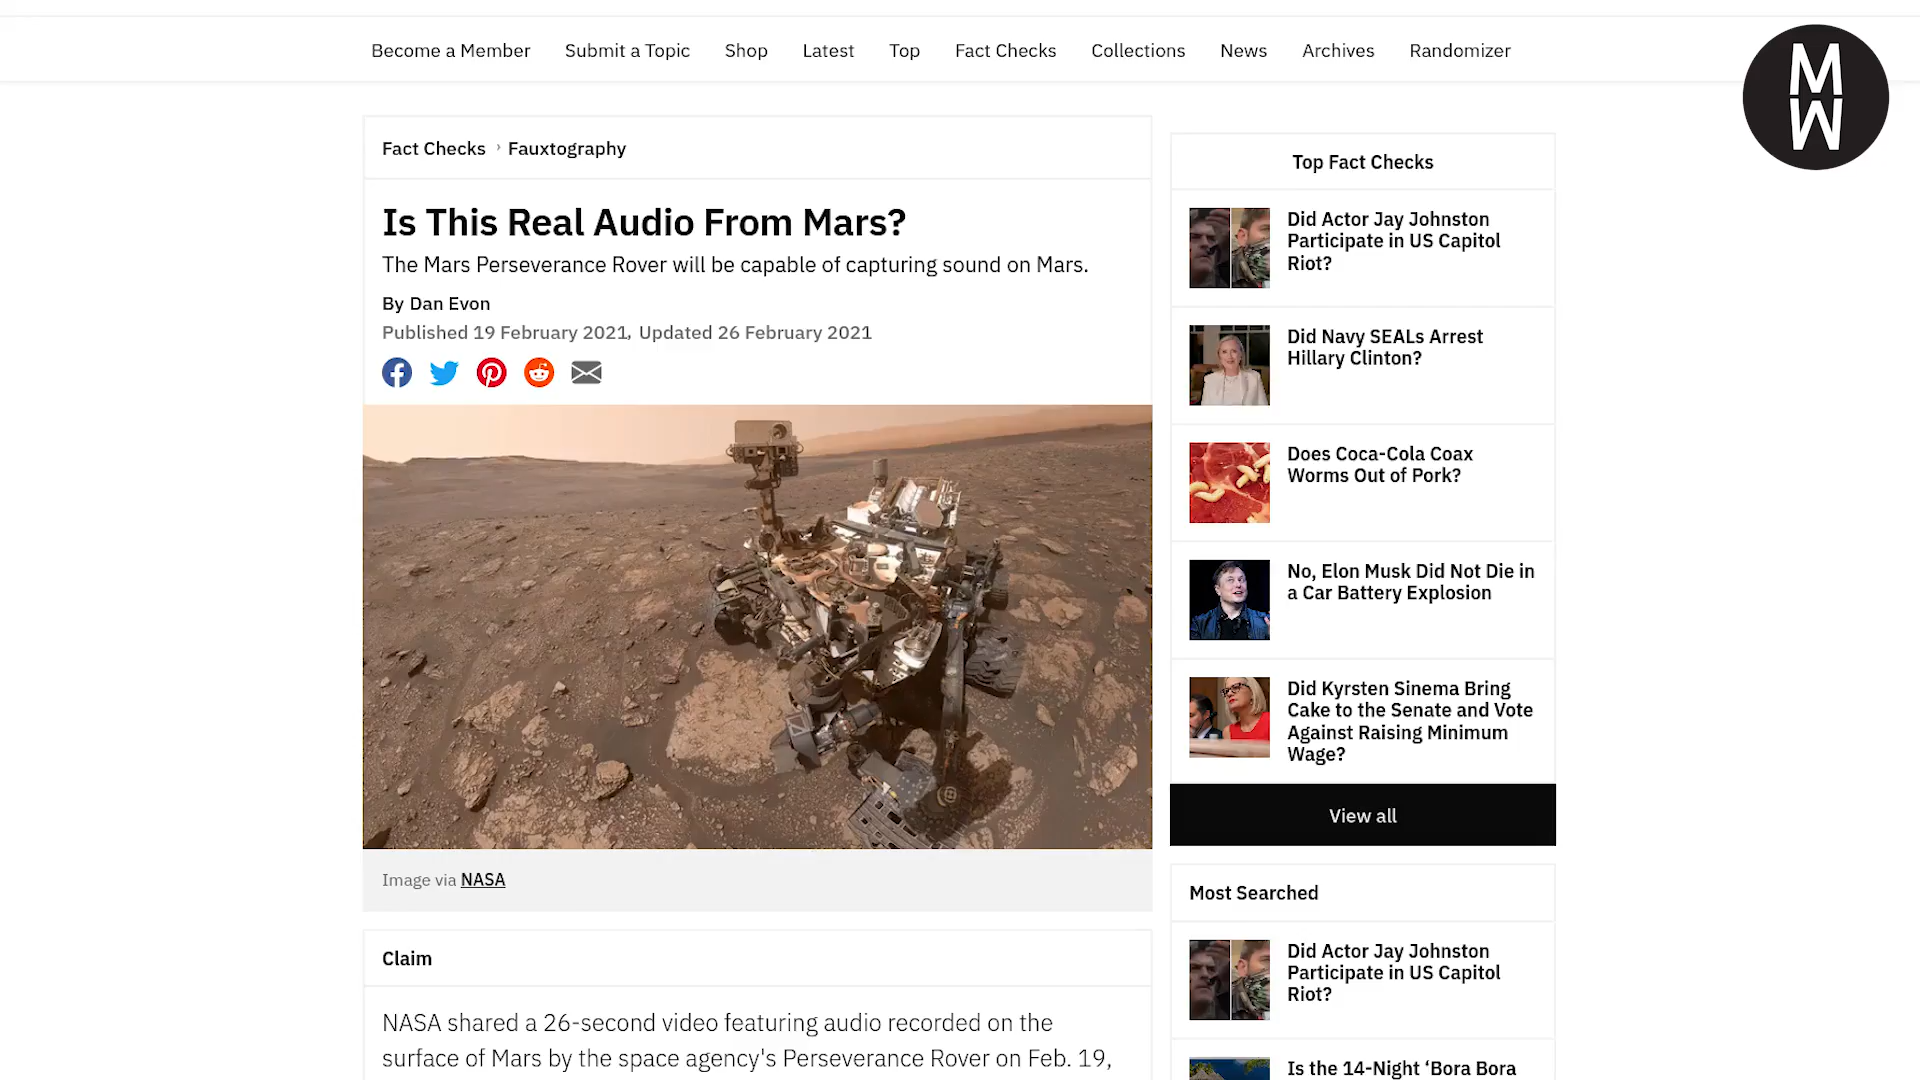 Become a Member Submit a Topic Shop Latest Top Fact Checks Collections News Archives Randomizer
M
W
Fact Checks › Fauxtography
Is This Real Audio From Mars?
The Mars Perseverance Rover will be capable of capturing sound on Mars.
By Dan Evon
Published 19 February 2021, Updated 26 February 2021
Image via NASA
Claim
NASA shared a 26-second video featuring audio recorded on the
surface of Mars by the space agency's Perseverance Rover on Feb. 19,
Top Fact Checks
Did Actor Jay Johnston
Participate in US Capitol
Riot?
Did Navy SEALs Arrest
Hillary Clinton?
Does Coca-Cola Coax
Worms Out of Pork?
No, Elon Musk Did Not Die in
a Car Battery Explosion
Did Kyrsten Sinema Bring
Cake to the Senate and Vote
Against Raising Minimum
Wage?
View all
Most Searched
Did Actor Jay Johnston
Participate in US Capitol
Riot?
Is the 14-Night ‘Bora Bora